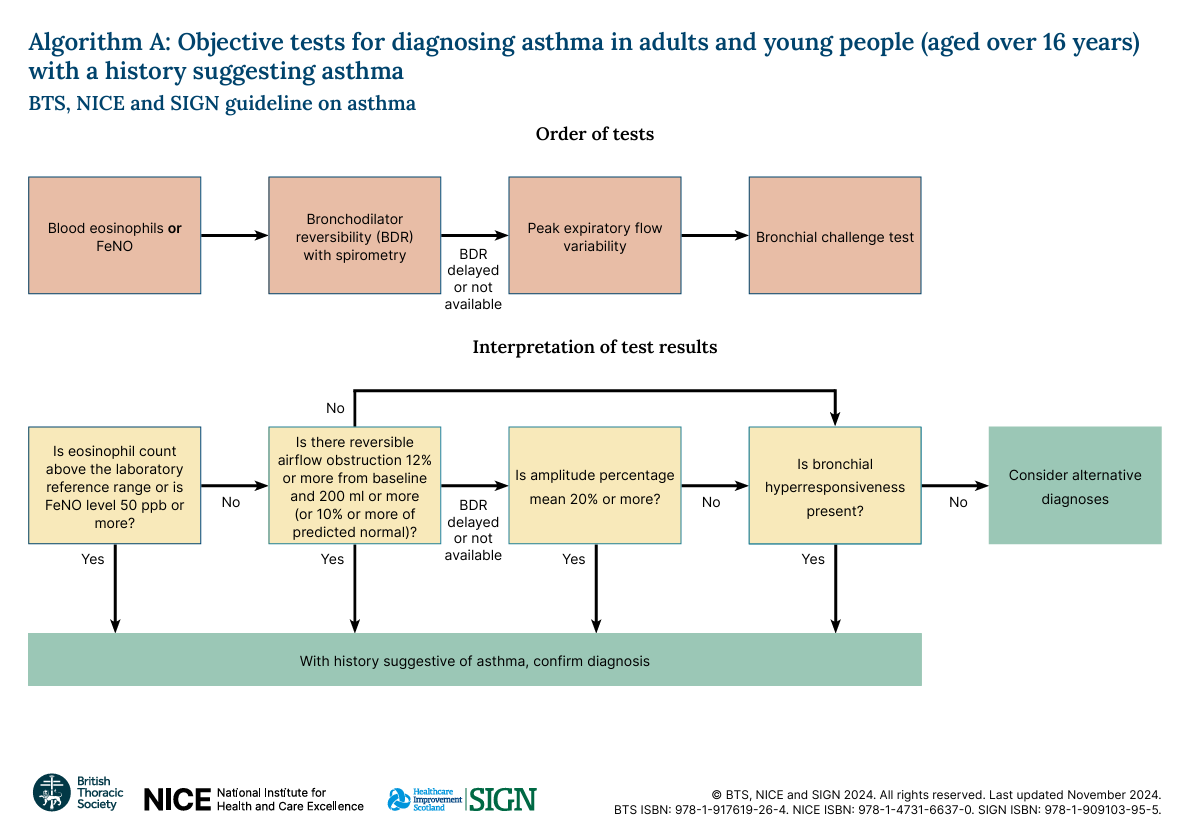 Algorithm A: Objective tests for diagnosing asthma in adults and young people (aged over 16 years)
with a history suggesting asthma
BTS, NICE and SIGN guideline on asthma
Order of tests
Blood eosinophils or
FeNO
Bronchodilator
reversibility (BDR)
with spirometry
BDR
delayed
or not
available
Peak expiratory flow
variability
Bronchial challenge test
Interpretation of test results
No
Is eosinophil count
above the laboratory
reference range or is
FeNO level 50 ppb or
more?
No
Is there reversible
airflow obstruction 12%
or more from baseline
and 200 ml or more
(or 10% or more of
predicted normal)?
BDR
delayed
or not
available
Is amplitude percentage
mean 20% or more?
No
Is bronchial
hyperresponsiveness
present?
No
Consider alternative
diagnoses
Yes
Yes
Yes
Yes
With history suggestive of asthma, confirm diagnosis
British
Thoracic
Society
NICE
National Institute for
Health and Care Excellence
Healthcare
Improvement
Scotland
SIGN
© BTS, NICE and SIGN 2024. All rights reserved. Last updated November 2024.
BTS ISBN: 978-1-917619-26-4. NICE ISBN: 978-1-4731-6637-0. SIGN ISBN: 978-1-909103-95-5.